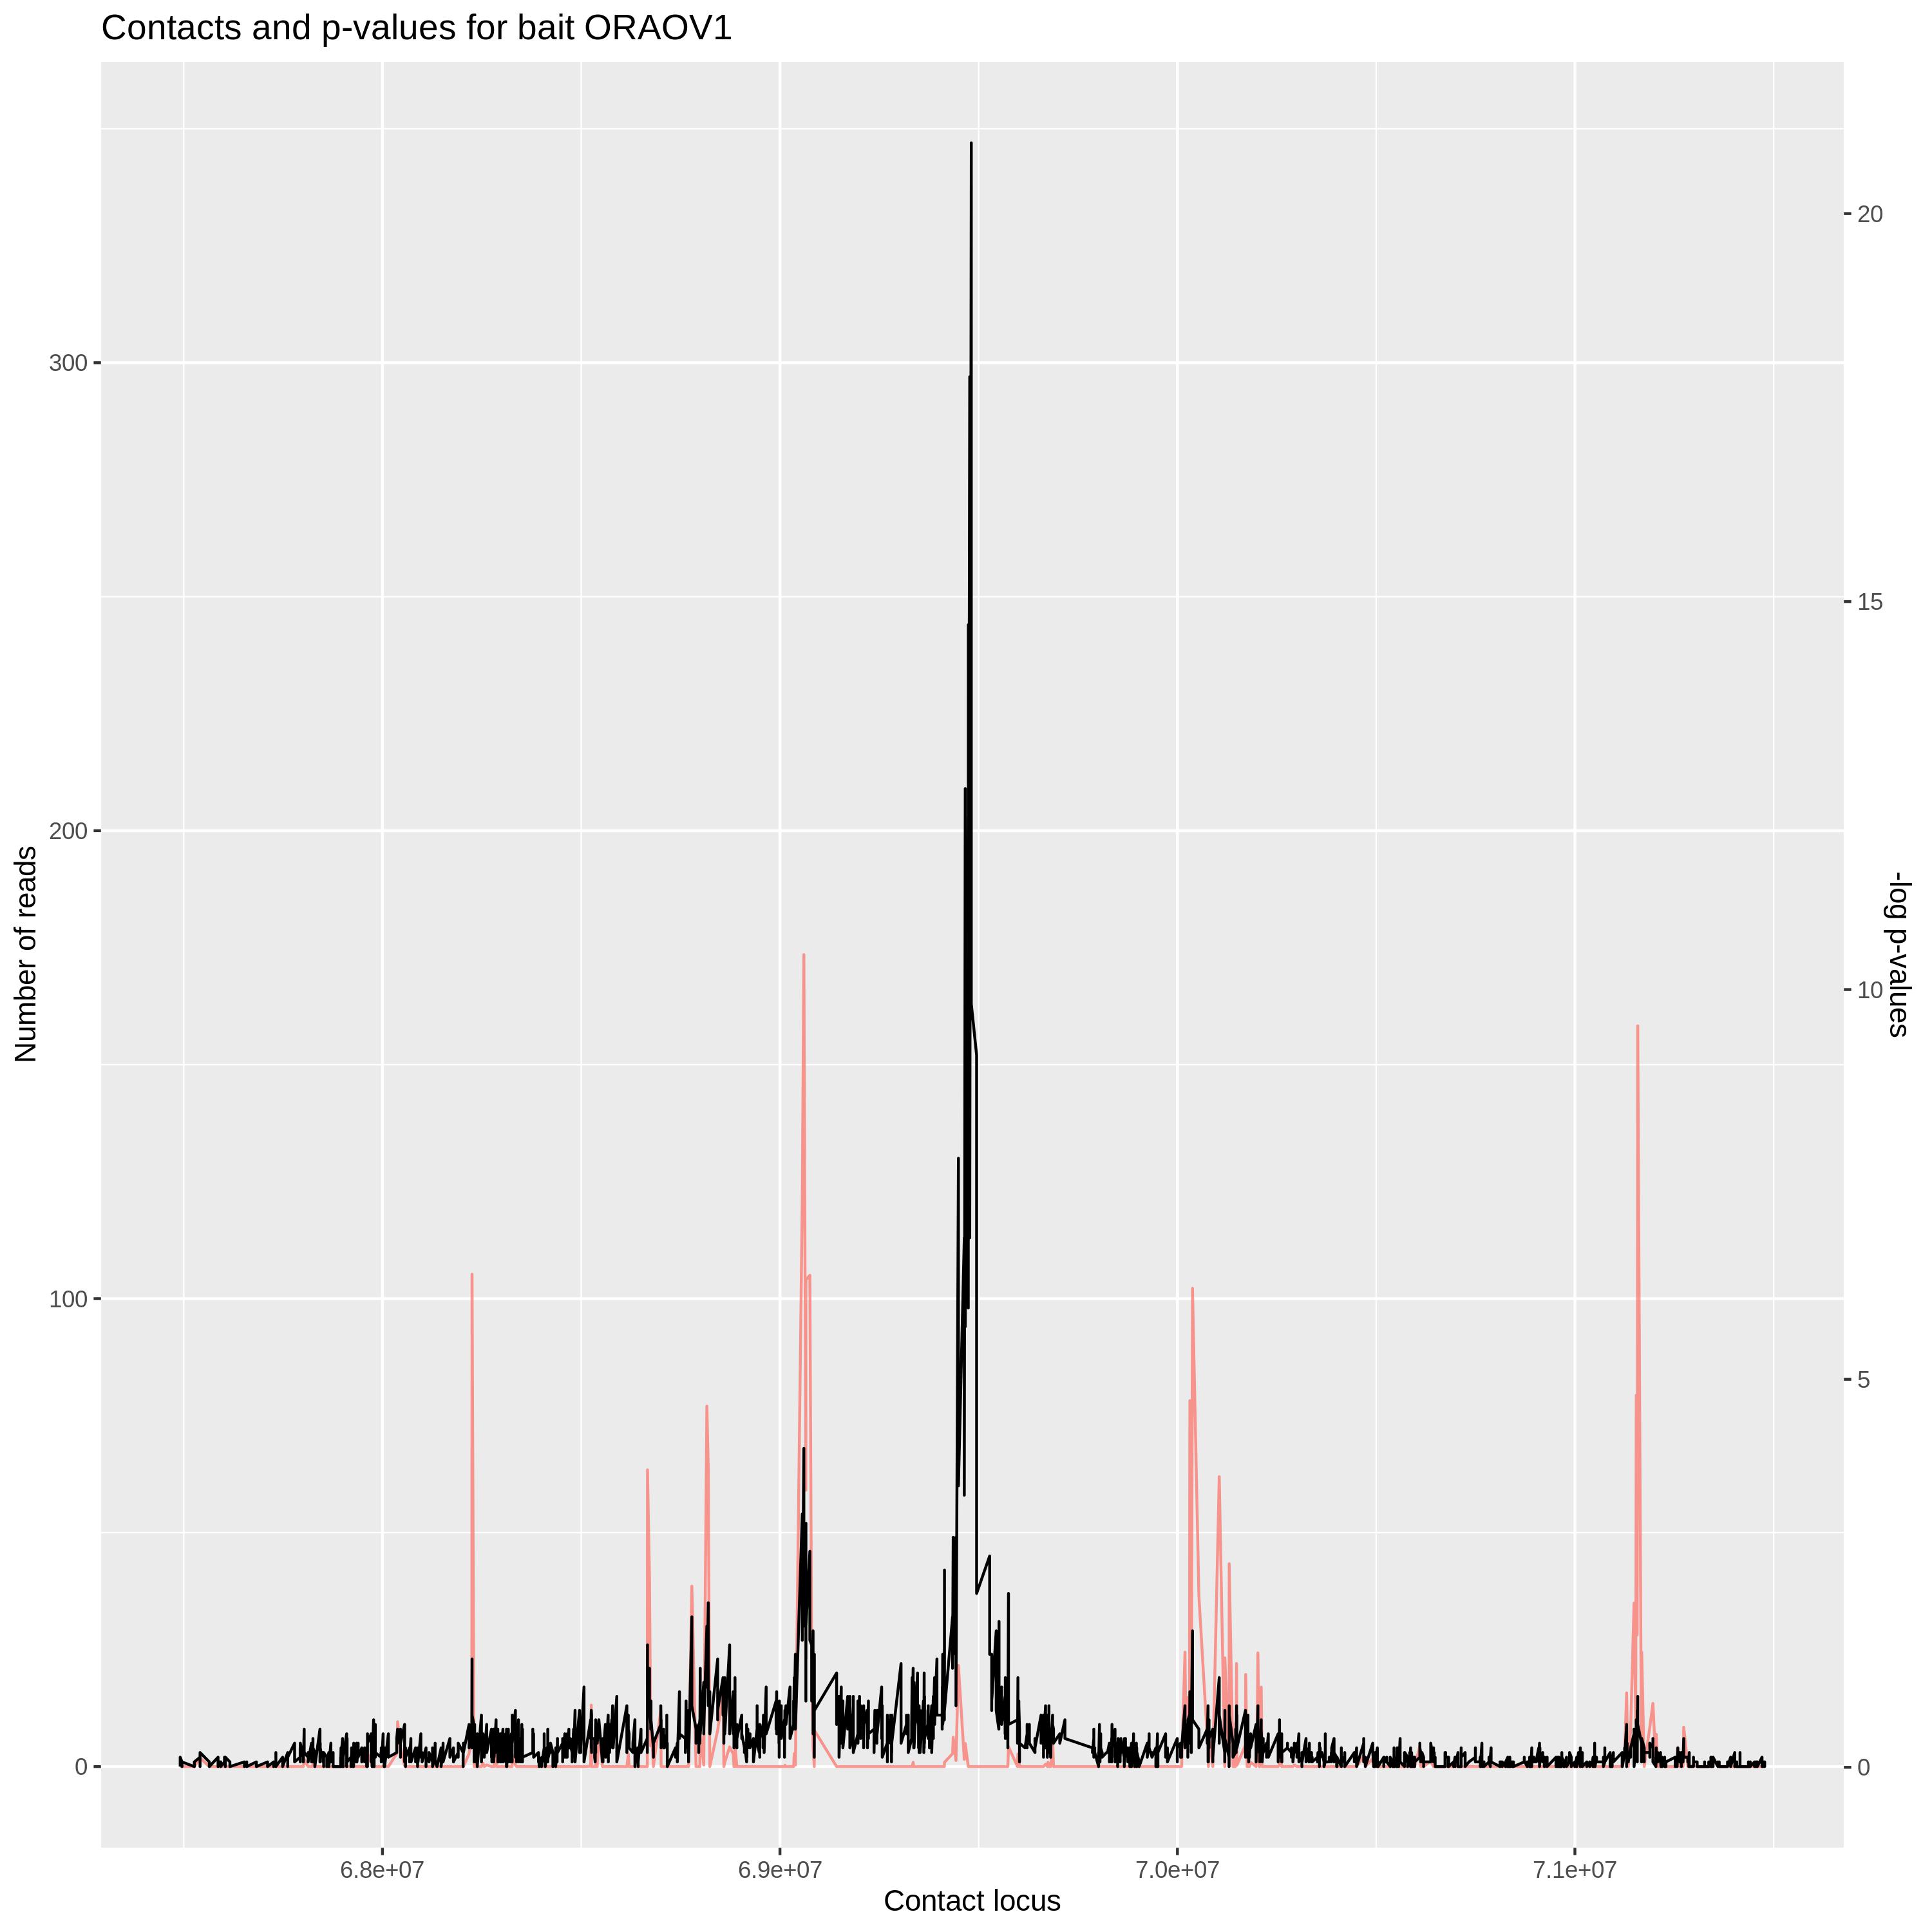 Contacts and p-values for bait ORAOV1
300
200
100
0
20
15
10
5
0
Number of reads
-log p-values
6.8e+07
6.9e+07
7.0e+07
7.1e+07
Contact locus